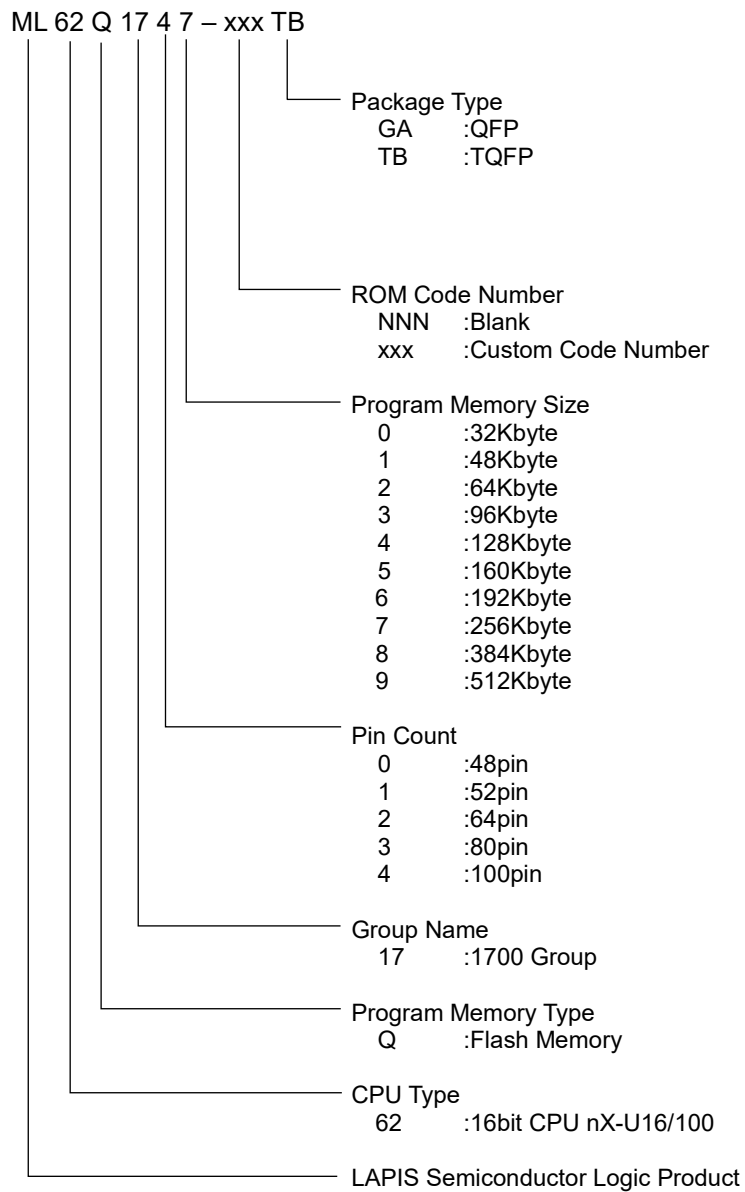 ML 62 Q 17 4 7 – xxx TB
Package Type
GA :QFP
TB :TQFP
ROM Code Number
NNN :Blank
xxx :Custom Code Number
Program Memory Size
0 :32Kbyte
1 :48Kbyte
2 :64Kbyte
3 :96Kbyte
4 :128Kbyte
5 :160Kbyte
6 :192Kbyte
7 :256Kbyte
8 :384Kbyte
9 :512Kbyte
Pin Count
0 :48pin
1 :52pin
2 :64pin
3 :80pin
4 :100pin
Group Name
17 :1700 Group
Program Memory Type
Q :Flash Memory
CPU Type
62 :16bit CPU nX-U16/100
LAPIS Semiconductor Logic Product